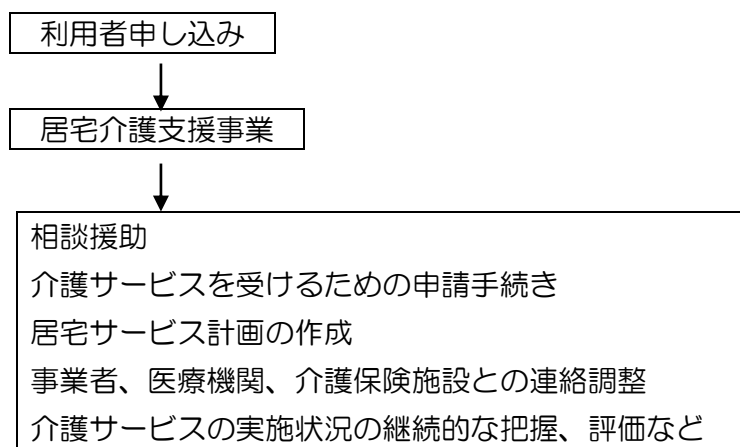 利用者申し込み
居宅介護支援事業
相談援助
介護サービスを受けるための申請手続き
居宅サービス計画の作成
事業者、医療機関、介護保険施設との連絡調整
介護サービスの実施状況の継続的な把握、評価など